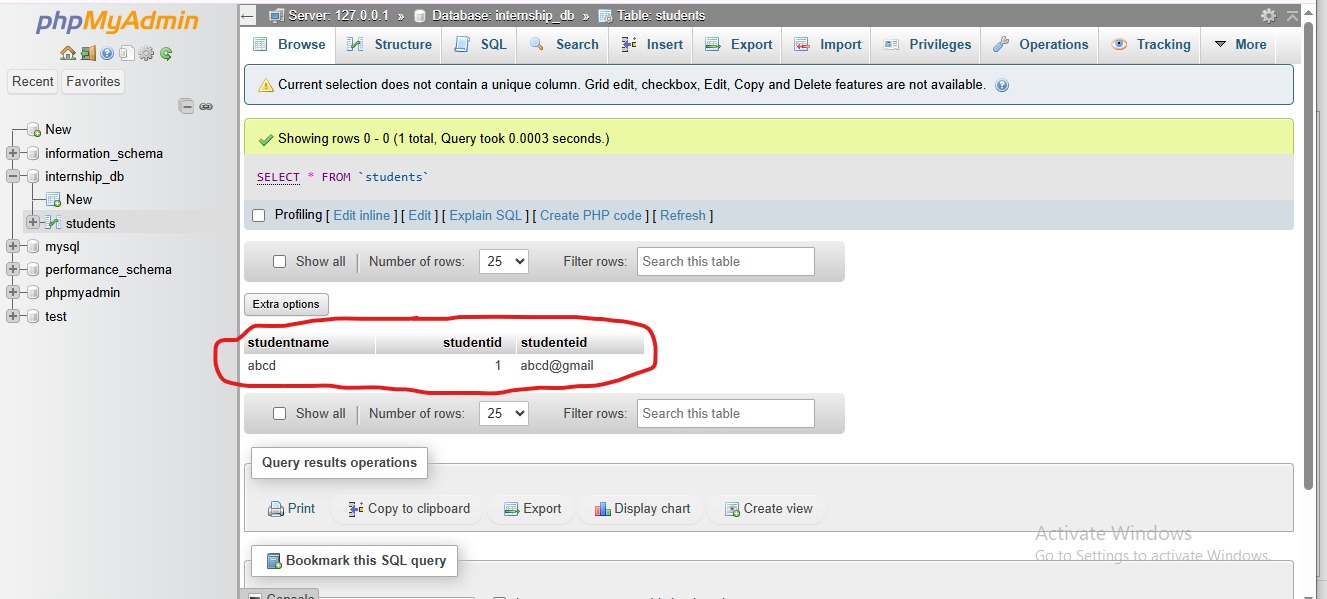 phpMyAdmin
Recent Favorites
New
information_schema
internship_db
New
students
mysql
performance_schema
phpmyadmin
test
Server: 127.0.0.1 » Database: internship_db » Table: students
Browse Structure SQL Search Insert Export Import Privileges Operations Tracking More
Current selection does not contain a unique column. Grid edit, checkbox, Edit, Copy and Delete features are not available.
Showing rows 0 - 0 (1 total, Query took 0.0003 seconds.)
SELECT * FROM `students`
Profiling [ Edit inline ] [ Edit ] [ Explain SQL ] [ Create PHP code ] [ Refresh ]
Show all Number of rows: 25 Filter rows: Search this table
Extra options
studentname studentid studenteid
abcd 1 abcd@gmail
Show all Number of rows: 25 Filter rows: Search this table
Query results operations
Print Copy to clipboard Export Display chart Create view
Activate Windows
Go to Settings to activate Windows.
Bookmark this SQL query
Console